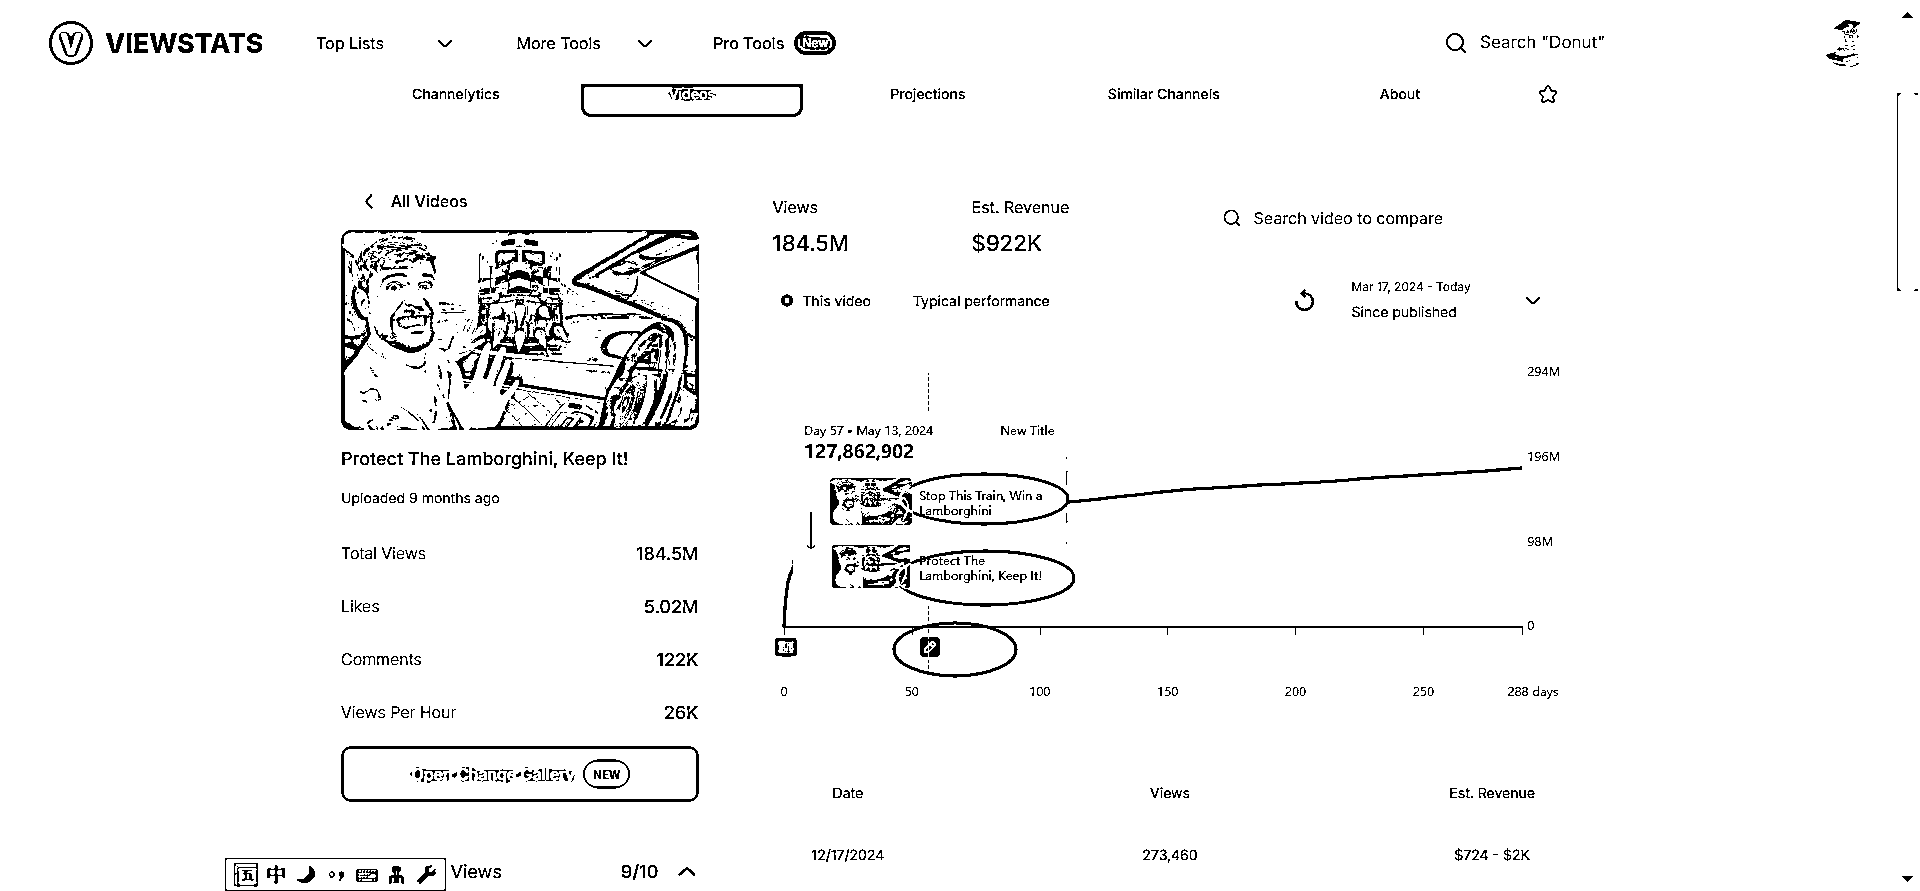 VIEWSTATS
Top Lists
More Tools
Pro Tools New
Search "Donut"
Channelytics
Videos
Projections
Similar Channels
About
All Videos
Protect The Lamborghini, Keep It!
Uploaded 9 months ago
Total Views 184.5M
Likes 5.02M
Comments 122K
Views Per Hour 26K
Open Change Gallery NEW
Views 9/10
五 中
Views
184.5M
Est. Revenue
$922K
Search video to compare
This video
Typical performance
Mar 17, 2024 - Today
Since published
294M
196M
98M
0
Day 57 • May 13, 2024 New Title
127,862,902
Stop This Train, Win a
Lamborghini
Protect The
Lamborghini, Keep It!
0 50 100 150 200 250 288 days
Date Views Est. Revenue
12/17/2024 273,460 $724 - $2K